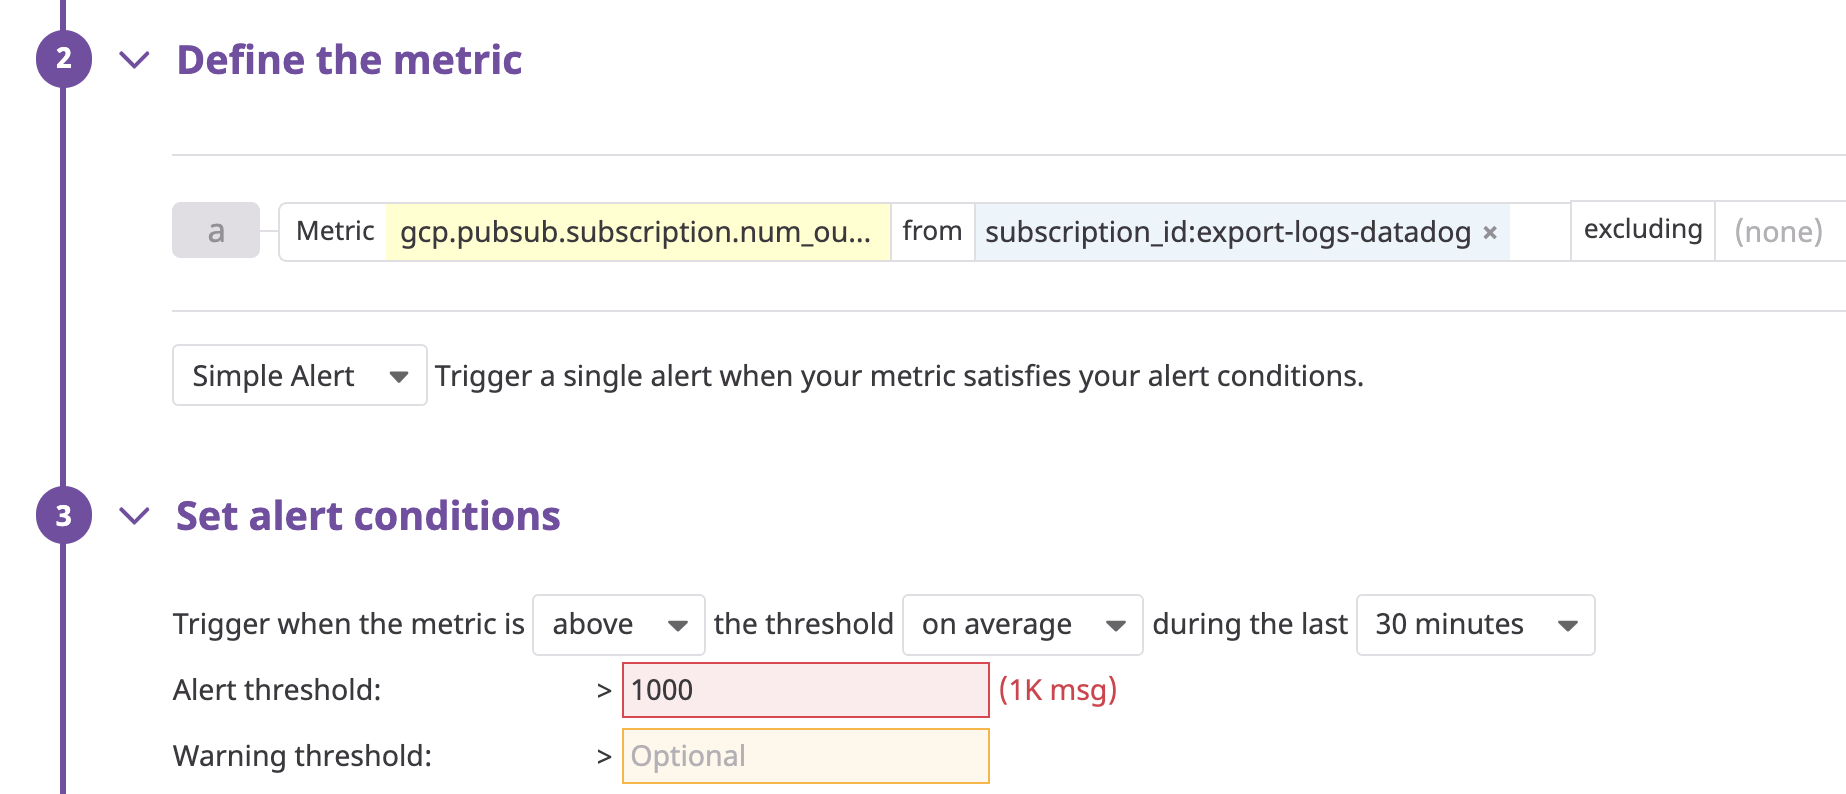 2 Define the metric
a Metric gcp.pubsub.subscription.num_ou... from subscription_id:export-logs-datadog × excluding (none)
Simple Alert Trigger a single alert when your metric satisfies your alert conditions.
3 Set alert conditions
Trigger when the metric is above the threshold on average during the last 30 minutes
Alert threshold: > 1000 (1K msg)
Warning threshold: > Optional